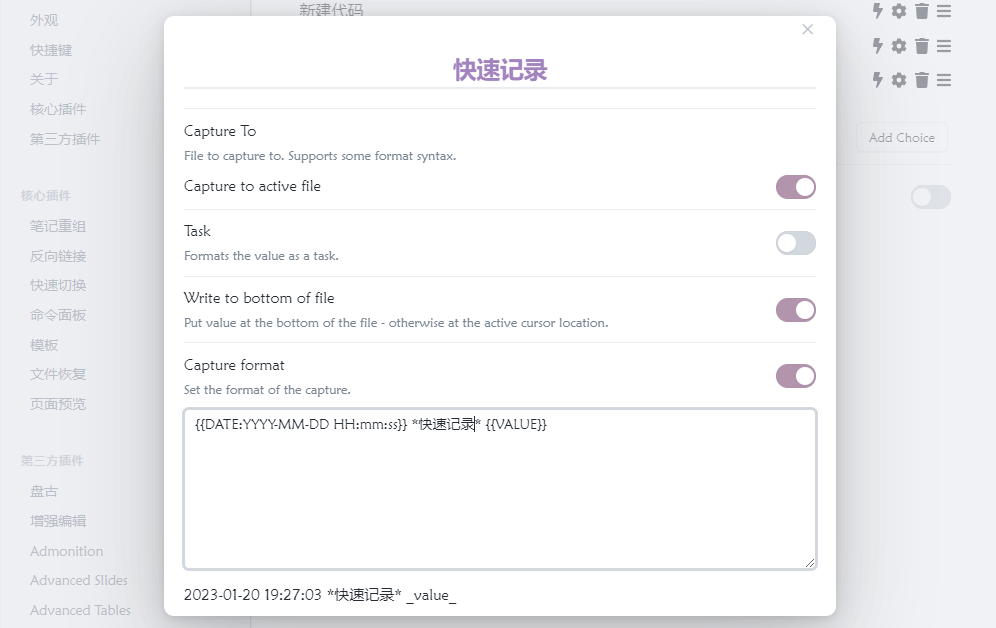 外观
快捷键
关于
核心插件
第三方插件
核心插件
笔记重组
反向链接
快速切换
命令面板
模板
文件恢复
页面预览
第三方插件
盘古
增强编辑
Admonition
Advanced Slides
Advanced Tables
新建代码
Add Choice
快速记录
Capture To
File to capture to. Supports some format syntax.
Capture to active file
Task
Formats the value as a task.
Write to bottom of file
Put value at the bottom of the file - otherwise at the active cursor location.
Capture format
Set the format of the capture.
{{DATE:YYYY-MM-DD HH:mm:ss}} *快速记录* {{VALUE}}
2023-01-20 19:27:03 *快速记录* _value_